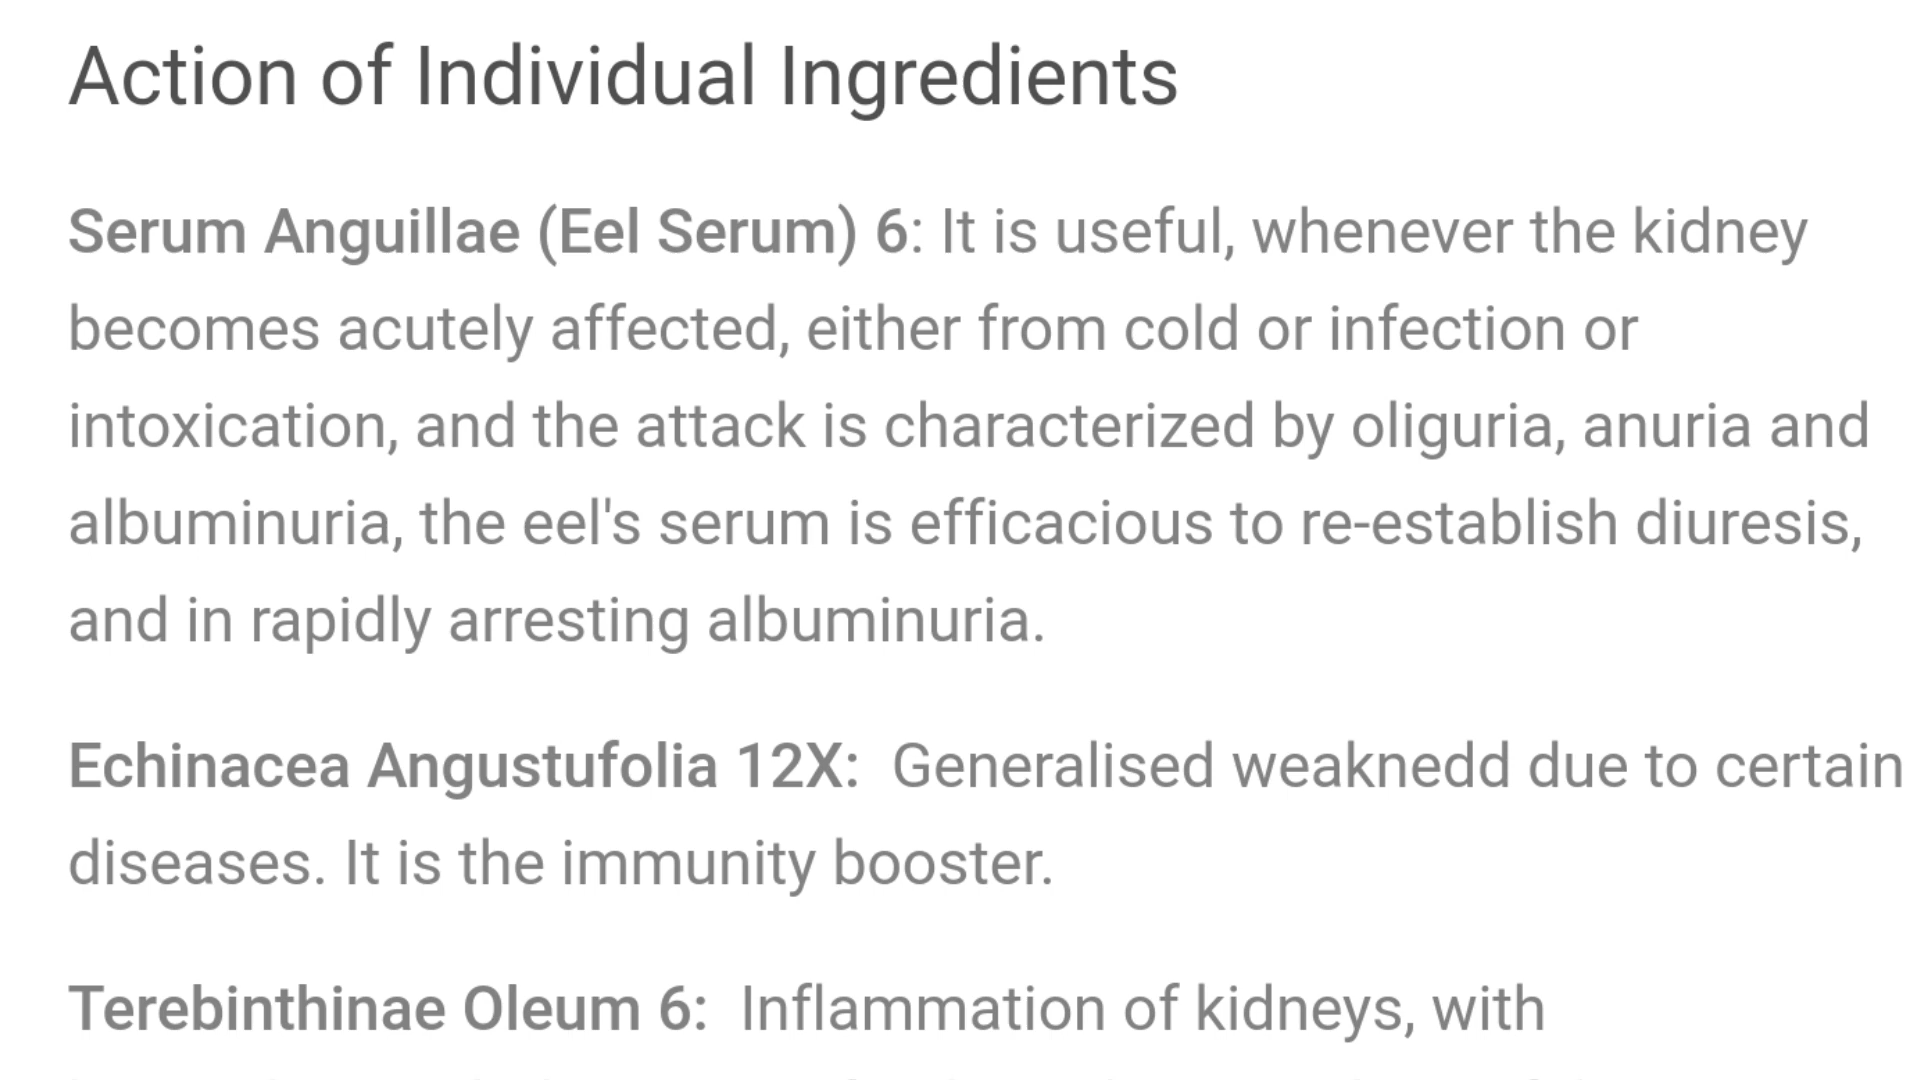 Action of Individual Ingredients
Serum Anguillae (Eel Serum) 6: It is useful, whenever the kidney
becomes acutely affected, either from cold or infection or
intoxication, and the attack is characterized by oliguria, anuria and
albuminuria, the eel's serum is efficacious to re-establish diuresis,
and in rapidly arresting albuminuria.
Echinacea Angustufolia 12X:  Generalised weaknedd due to certain
diseases. It is the immunity booster.
Terebinthinae Oleum 6:  Inflammation of kidneys, with